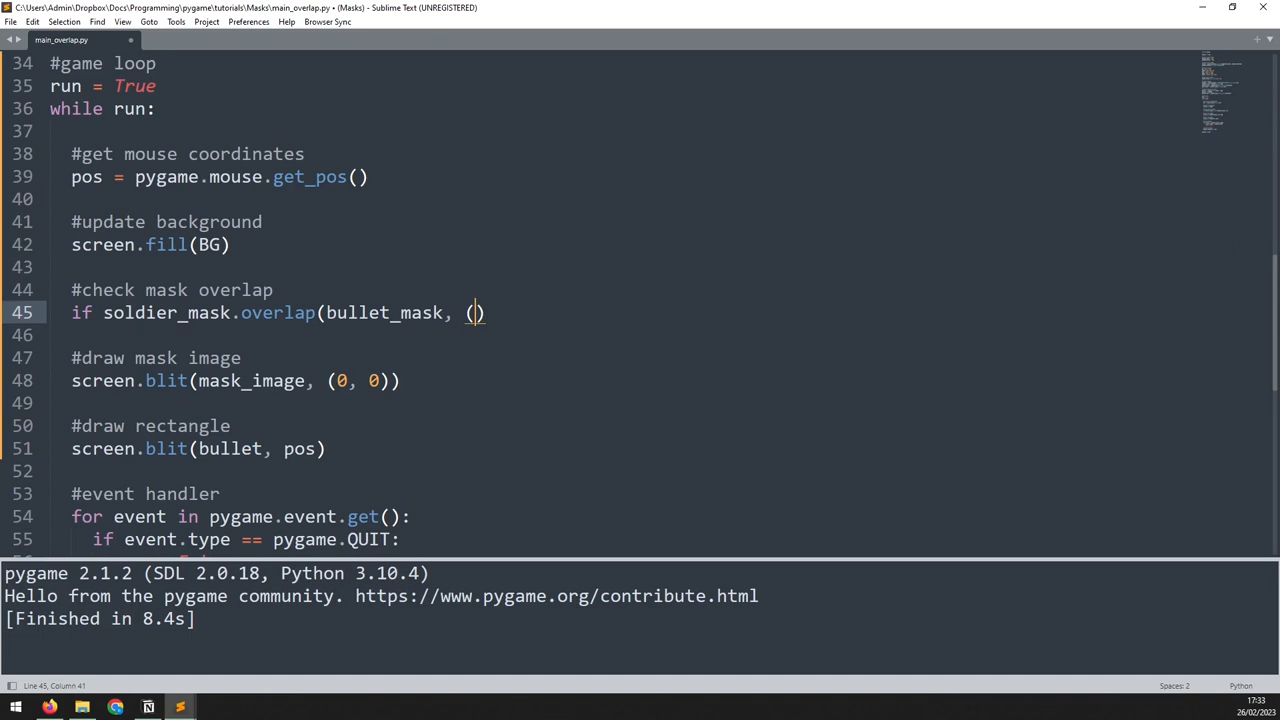 C:\Users\Admin\Dropbox\Docs\Programming\pygame\tutorials\Masks\main_overlap.py • (Masks) - Sublime Text (UNREGISTERED)
File Edit Selection Find View Goto Tools Project Preferences Help Browser Sync
main_overlap.py
34 #game loop
35 run = True
36 while run:
37
38 #get mouse coordinates
39 pos = pygame.mouse.get_pos()
40
41 #update background
42 screen.fill(BG)
43
44 #check mask overlap
45 if soldier_mask.overlap(bullet_mask, ()
46
47 #draw mask image
48 screen.blit(mask_image, (0, 0))
49
50 #draw rectangle
51 screen.blit(bullet, pos)
52
53 #event handler
54 for event in pygame.event.get():
55 if event.type == pygame.QUIT:
pygame 2.1.2 (SDL 2.0.18, Python 3.10.4)
Hello from the pygame community. https://www.pygame.org/contribute.html
[Finished in 8.4s]
Line 45, Column 41 Spaces: 2 Python
17:33
26/02/2023